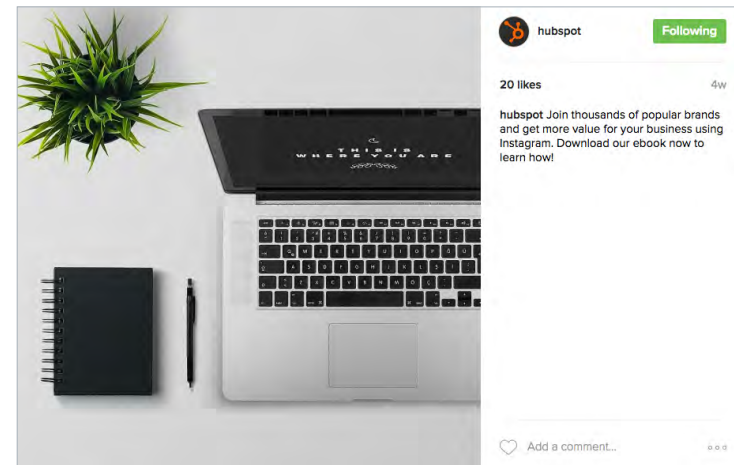 hubspot
Following
20 likes
4w
hubspot Join thousands of popular brands
and get more value for your business using
Instagram. Download our ebook now to
learn how!
THIS IS
WHERE YOU ARE
Add a comment...